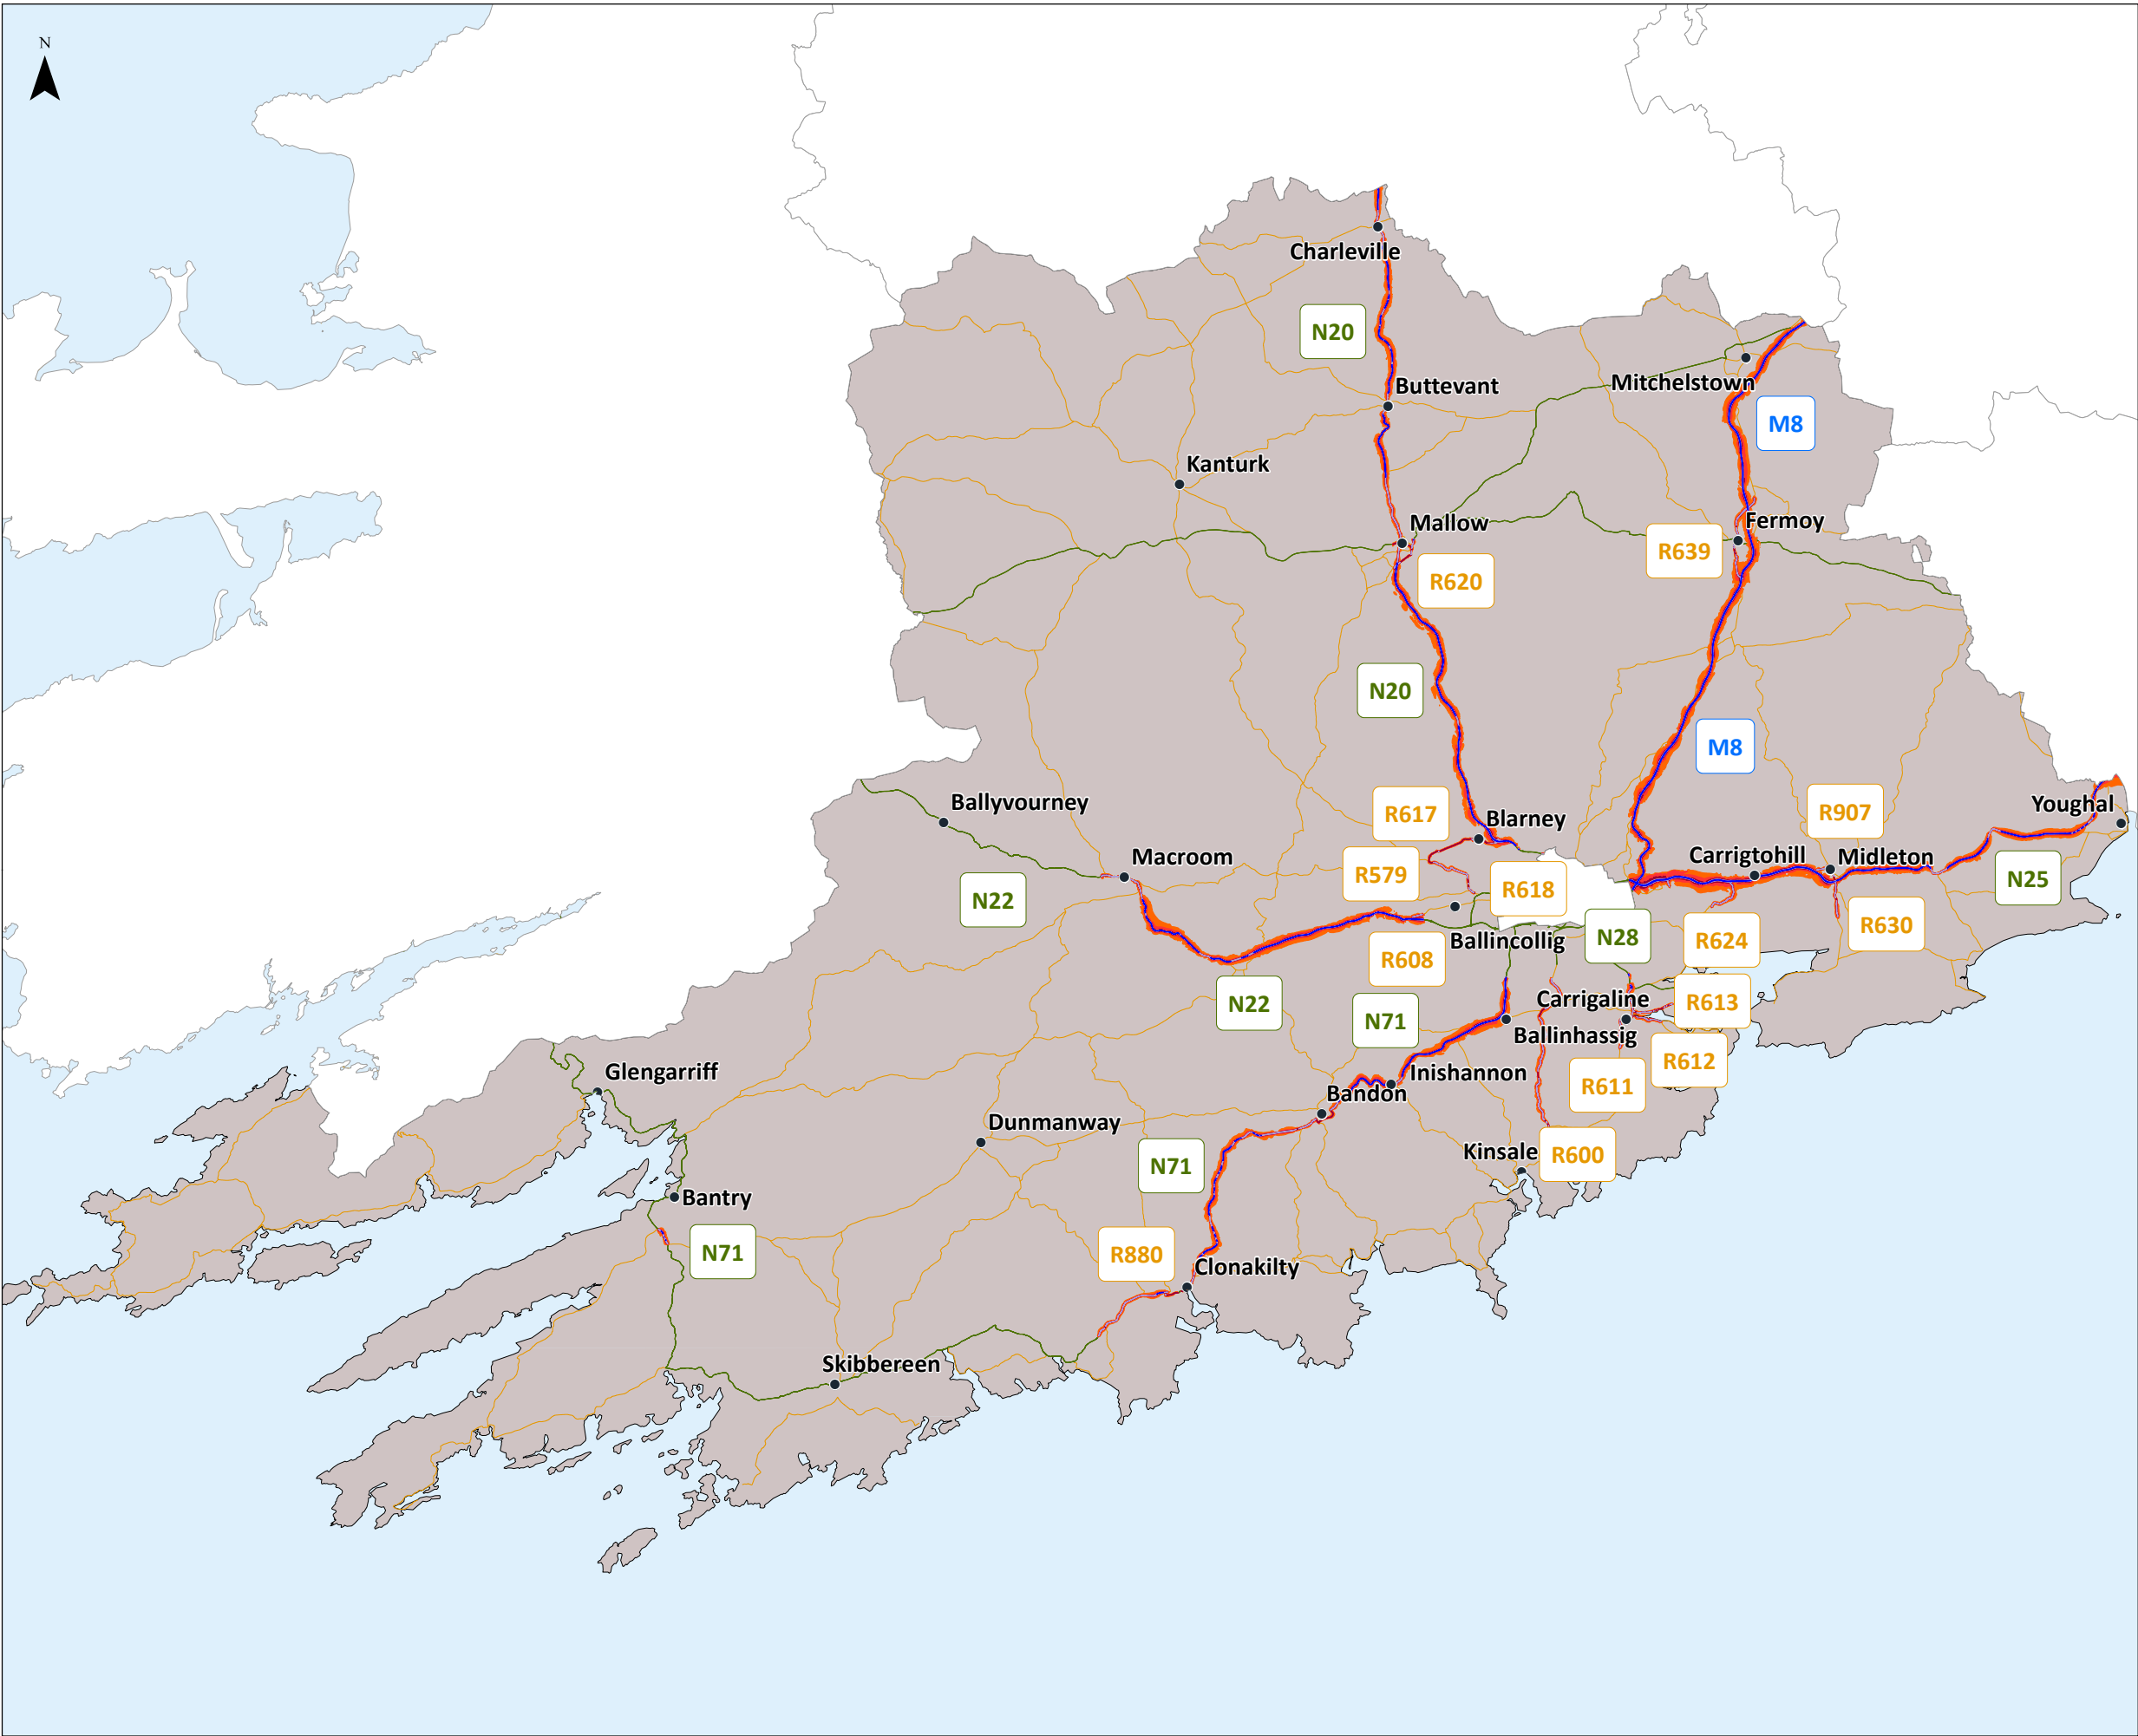 N
Charleville
N20
Buttevant
Mitchelstown
M8
Kanturk
Mallow
Fermoy
R639
R620
N20
M8
Ballyvourney
R617
Blarney
R907
Youghal
Macroom
R579
Carrigtohill
Midleton
N25
N22
R618
R630
N28
R624
Ballincollig
R608
N22
N71
Carrigaline
R613
Ballinhassig
R612
Glengarriff
Inishannon
R611
Bandon
Dunmanway
Kinsale
R600
N71
Bantry
N71
R880
Clonakilty
Skibbereen